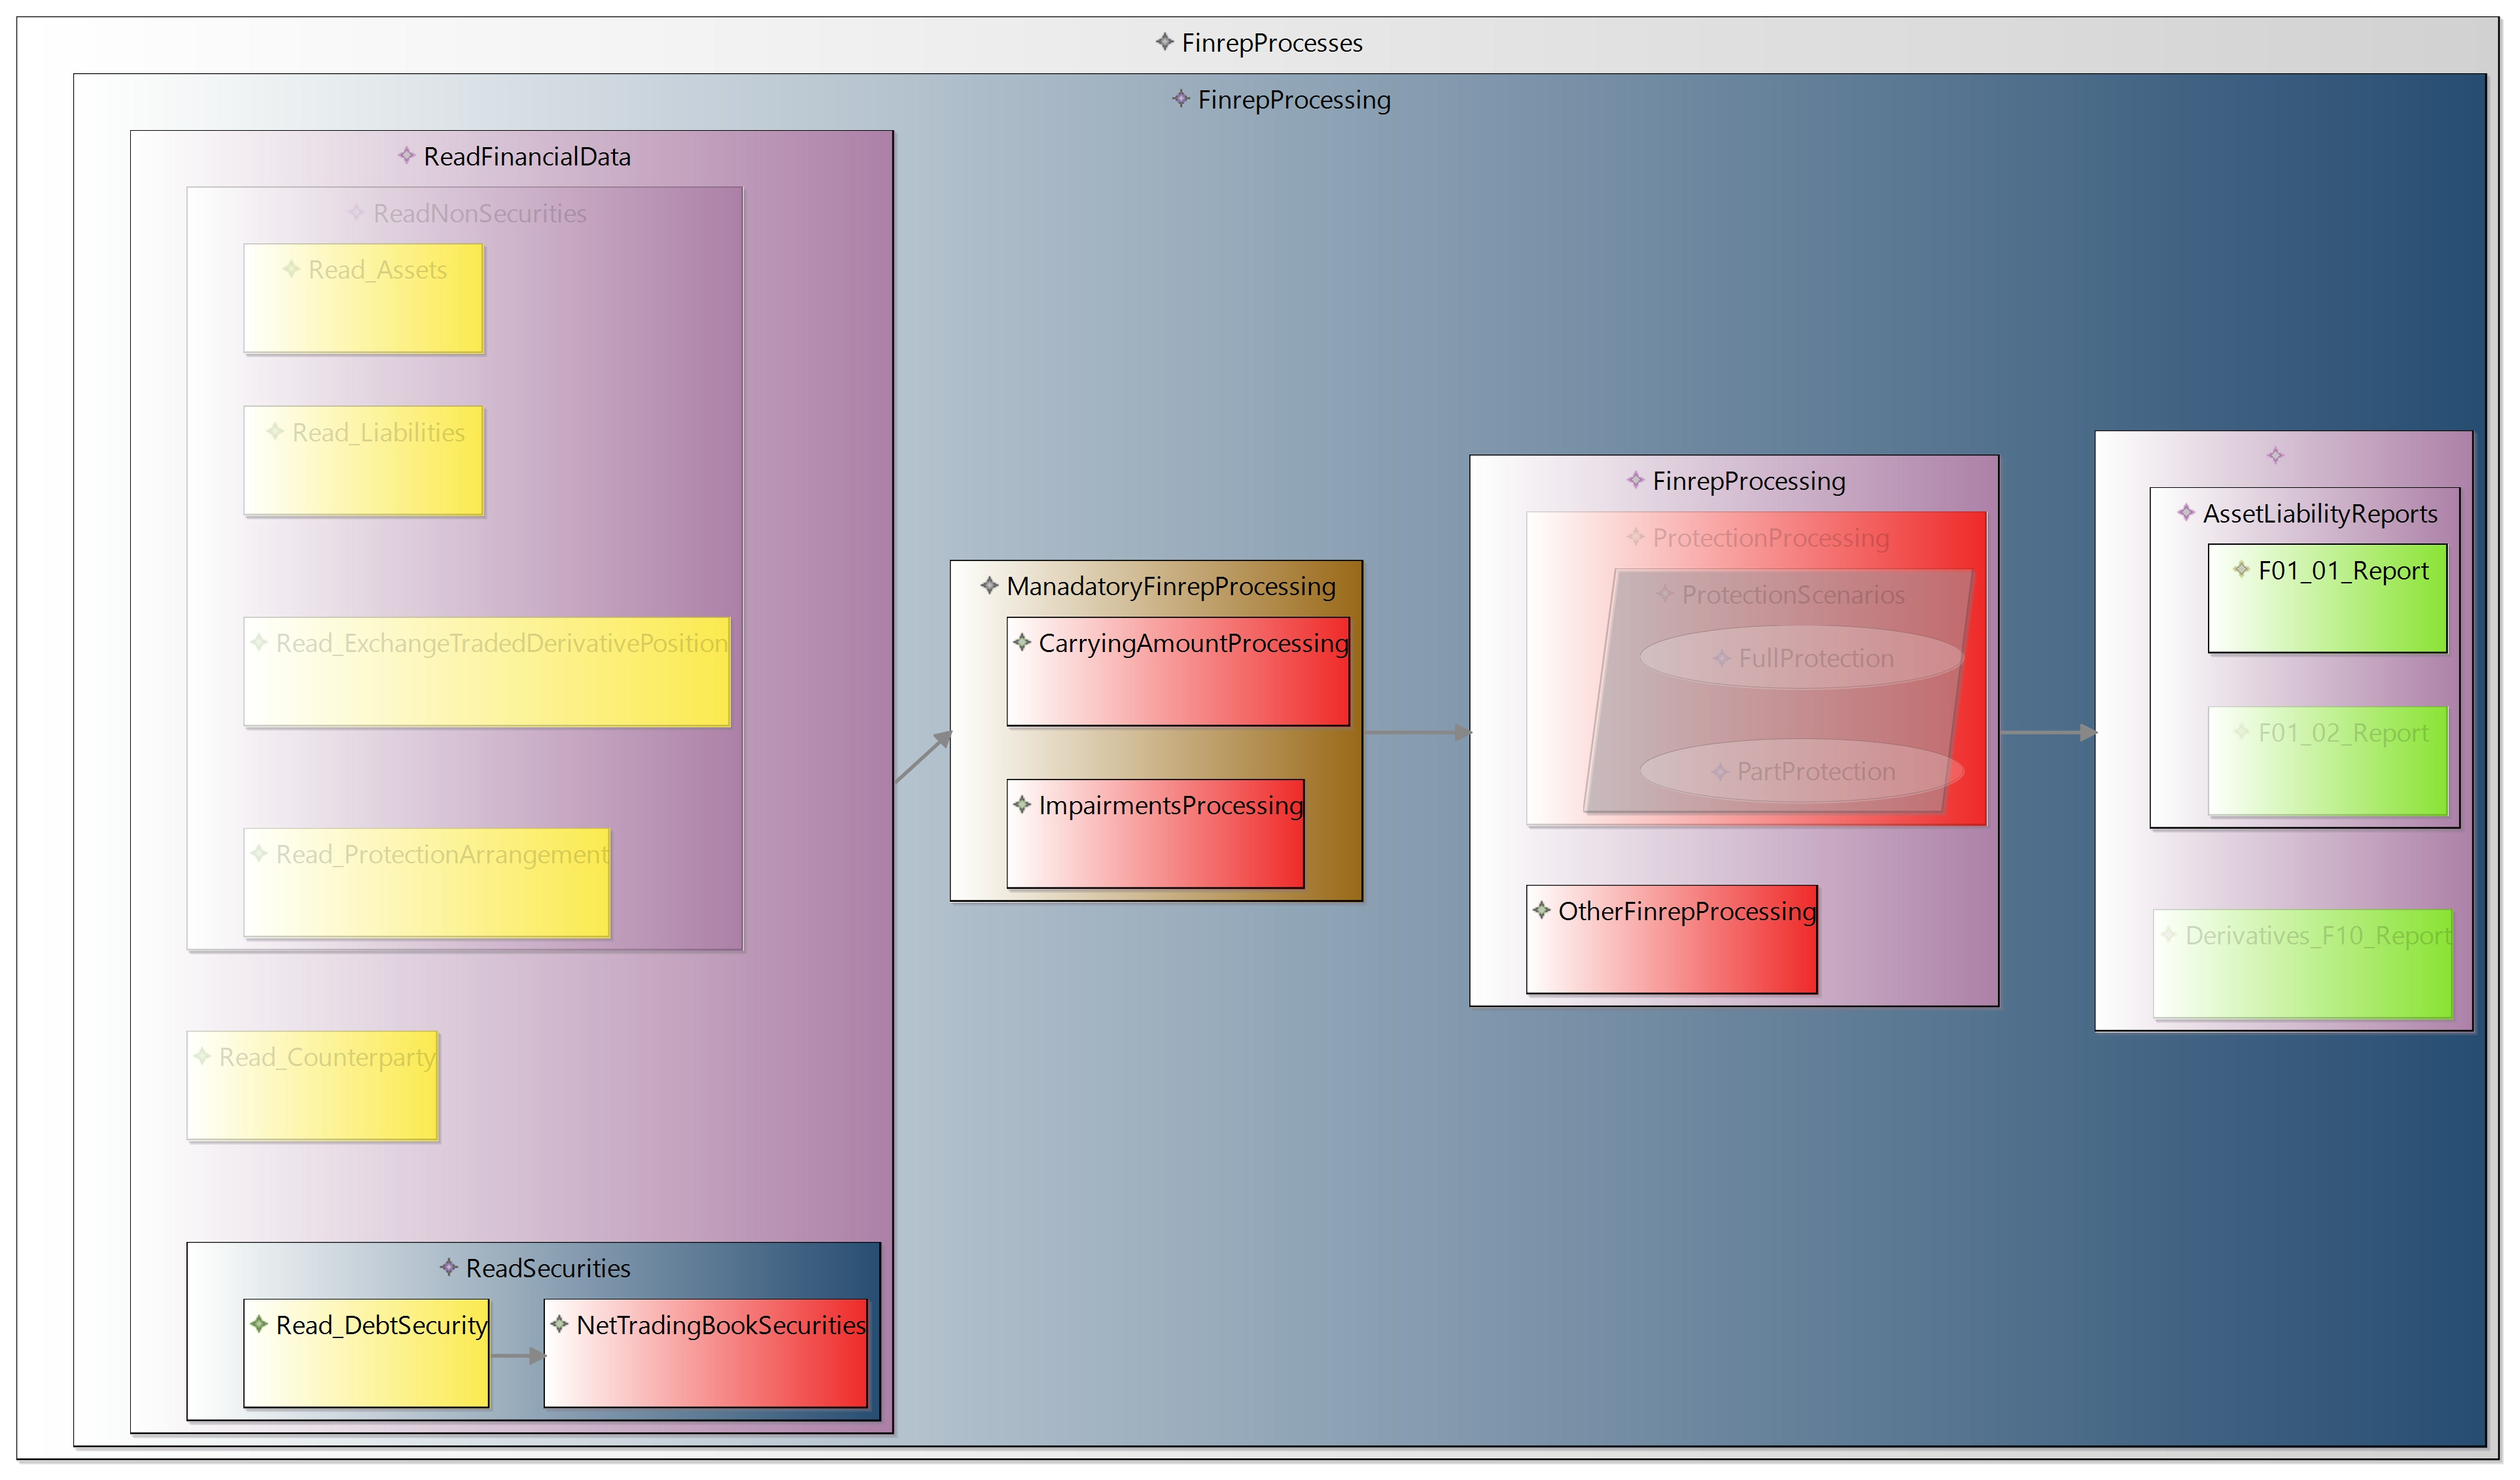 FinrepProcesses
FinrepProcessing
ReadFinancialData
ReadNonSecurities
Read_Assets
Read_Liabilities
Read_ExchangeTradedDerivativePosition
Read_ProtectionArrangement
Read_Counterparty
ReadSecurities
Read_DebtSecurity
NetTradingBookSecurities
ManadatoryFinrepProcessing
CarryingAmountProcessing
ImpairmentsProcessing
FinrepProcessing
ProtectionProcessing
ProtectionScenarios
FullProtection
PartProtection
OtherFinrepProcessing
AssetLiabilityReports
F01_01_Report
F01_02_Report
Derivatives_F10_Report